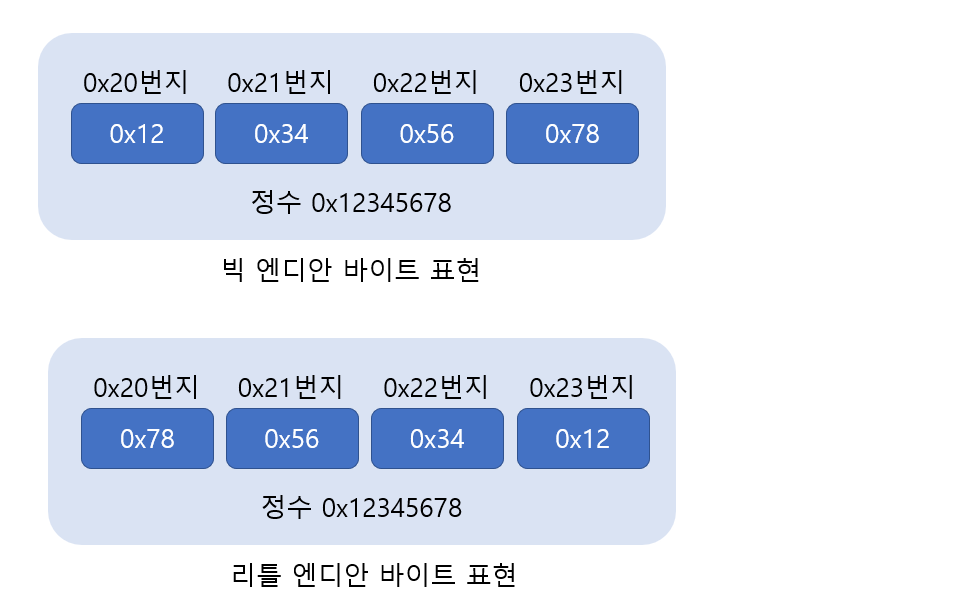 0x20번지 0x21번지 0x22번지 0x23번지
0x12 0x34 0x56 0x78
정수 0x12345678
빅 엔디안 바이트 표현
0x20번지 0x21번지 0x22번지 0x23번지
0x78 0x56 0x34 0x12
정수 0x12345678
리틀 엔디안 바이트 표현